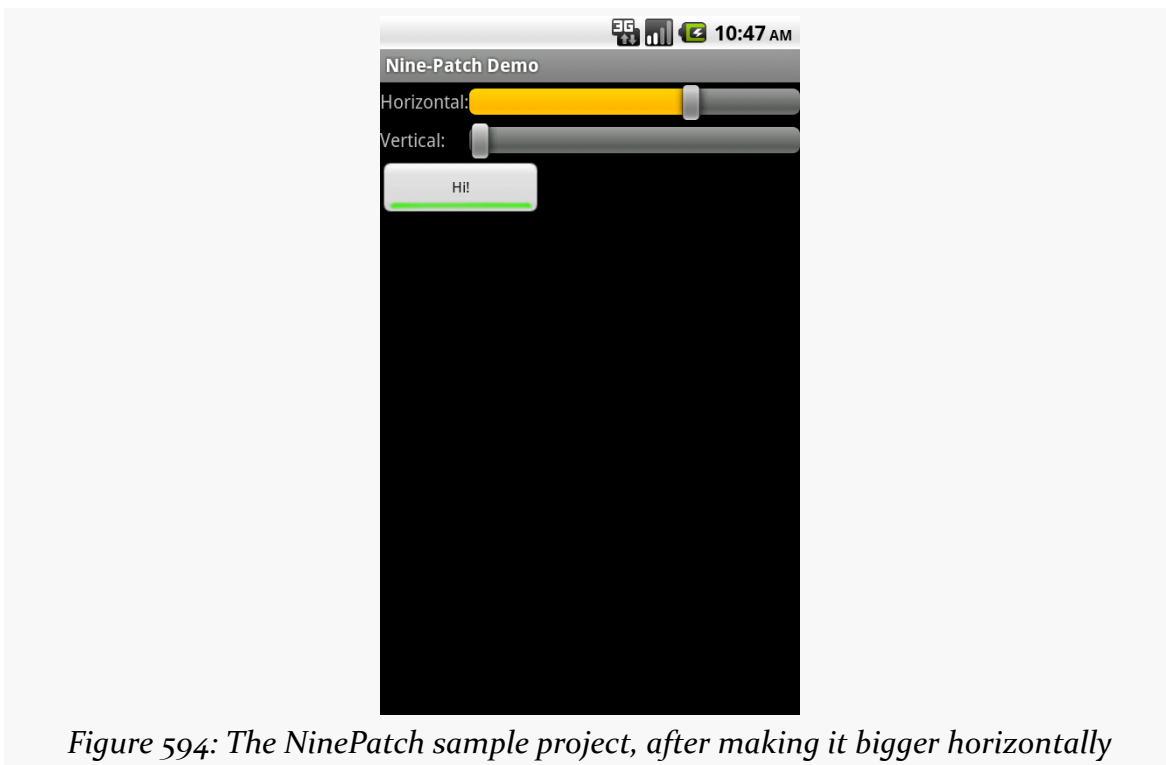 3G 10:47 AM
Nine-Patch Demo
Horizontal:
Vertical:
Hi!
Figure 594: The NinePatch sample project, after making it bigger horizontally